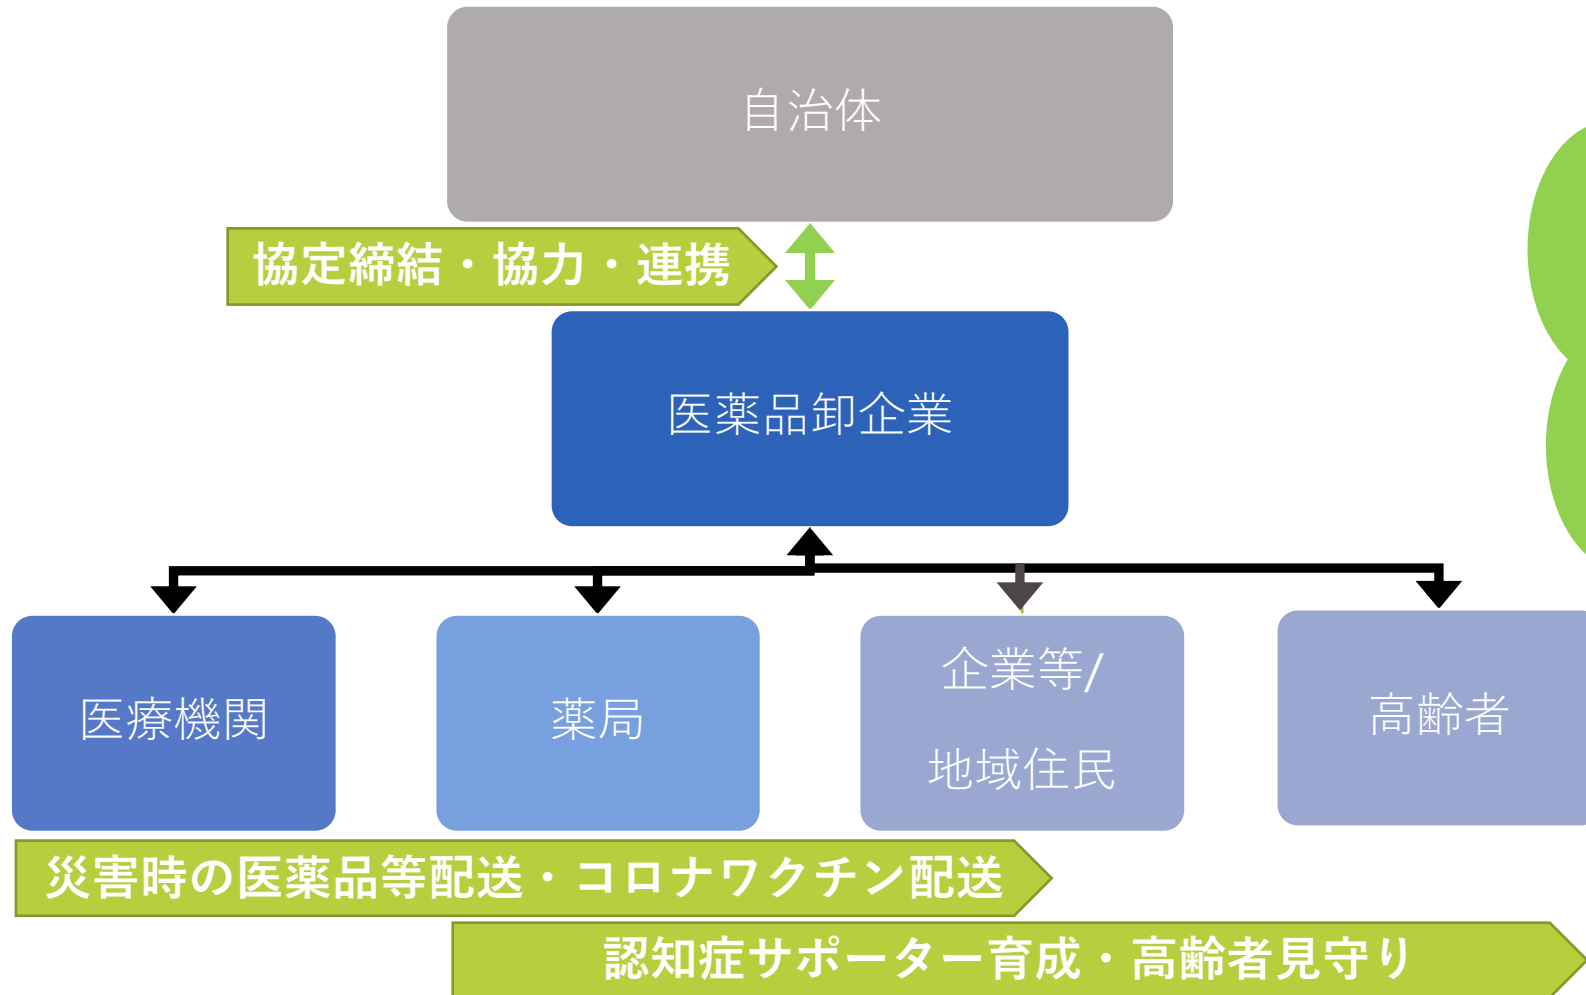 自治体
協定締結・協力・連携
医薬品卸企業
医療機関
薬局
企業等/
地域住民
高齢者
災害時の医薬品等配送・コロナワクチン配送
認知症サポーター育成・高齢者見守り